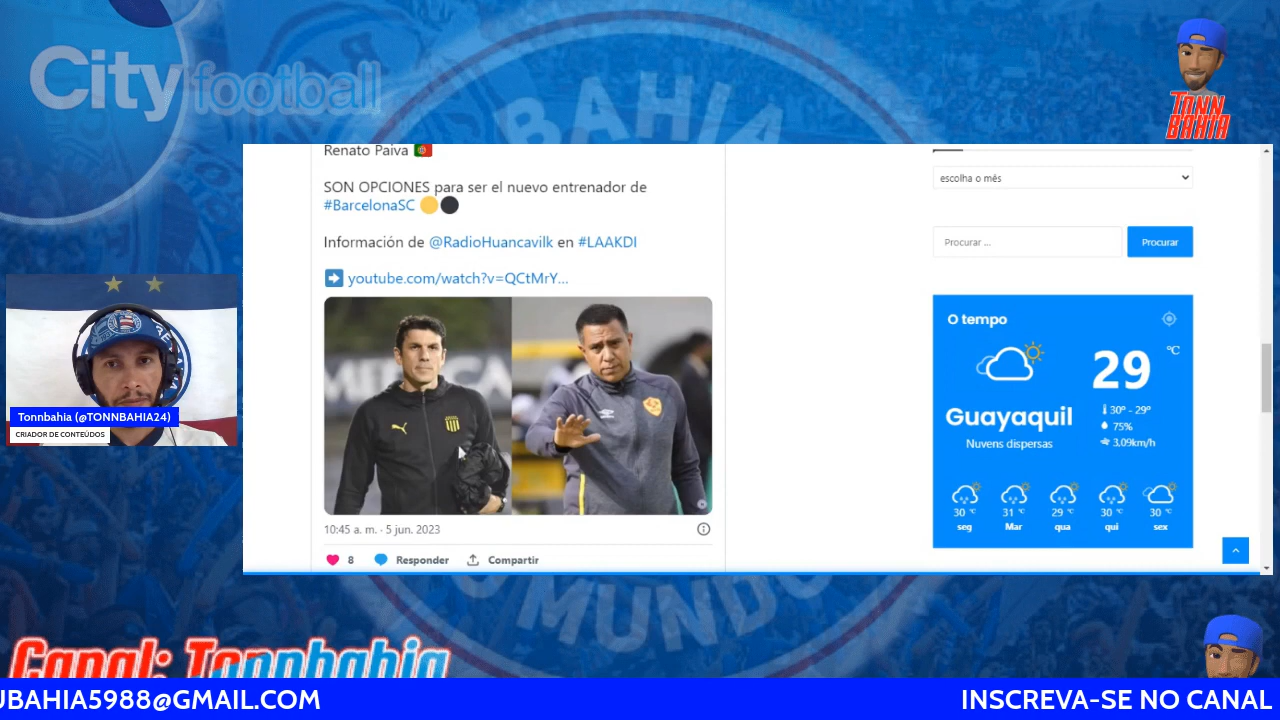 City football
BAHIA
TONN
BAHIA
Renato Paiva
SON OPCIONES para ser el nuevo entrenador de
#BarcelonaSC
Información de @RadioHuancavilk en #LAAKDI
youtube.com/watch?v=QCtMrY...
10:45 a. m. · 5 jun. 2023
8 Responder Compartir
escolha o mês
Procurar ...
Procurar
O tempo
29
°C
Guayaquil
Nuvens dispersas
30° - 29°
75%
3.09km/h
30 °C 31 °C 29 °C 30 °C 30 °C
seg Mar qua qui sex
Tonnbahia (@TONNBAHIA24)
CRIADOR DE CONTEÚDOS
MUNDO
Canal: Tonnbahia
UBAHIA5988@GMAIL.COM
INSCREVA-SE NO CANAL